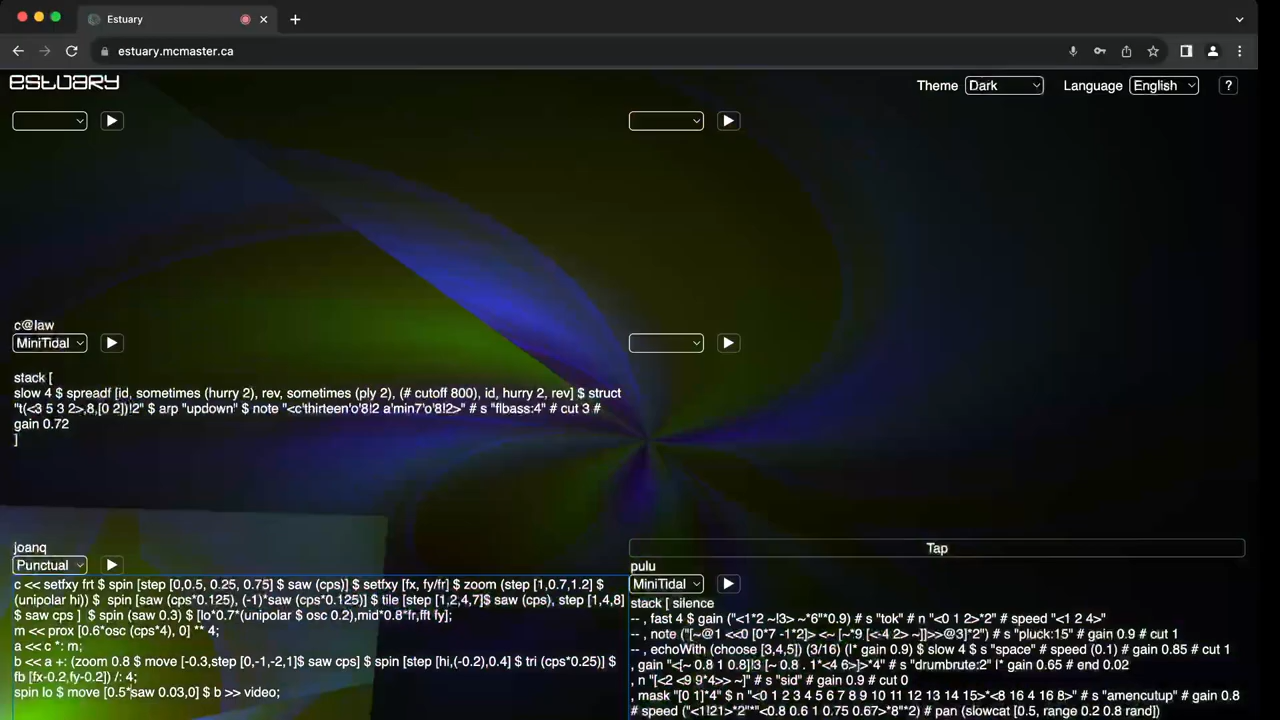 Estuary
estuary.mcmaster.ca
ESTUARY
Theme Dark Language English ?
c@law
MiniTidal
stack [
slow 4 $ spreadf [id, sometimes (hurry 2), rev, sometimes (ply 2), (# cutoff 800), id, hurry 2, rev] $ struct
"t(<3 5 3 2>,8,[0 2])!2" $ arp "updown" $ note "<c'thirteen'o'8!2 a'min7'o'8!2>" # s "flbass:4" # cut 3 #
gain 0.72
]
joanq
Punctual
c << setfxy frt $ spin [step [0,0.5, 0.25, 0.75] $ saw (cps)] $ setfxy [fx, fy/fr] $ zoom (step [1,0.7,1.2] $
(unipolar hi)) $ spin [saw (cps*0.125), (-1)*saw (cps*0.125)] $ tile [step [1,2,4,7]$ saw (cps), step [1,4,8]
$ saw cps ] $ spin (saw 0.3) $ [lo*0.7*(unipolar $ osc 0.2),mid*0.8*fr,fft fy];
m << prox [0.6*osc (cps*4), 0] ** 4;
a << c *: m;
b << a +: (zoom 0.8 $ move [-0.3,step [0,-1,-2,1]$ saw cps] $ spin [hi,(-0.2),0.4] $ tri (cps*0.25)] $
fb [fx-0.2,fy-0.2]) /: 4;
spin lo $ move [0.5*saw 0.03,0] $ b >> video;
Tap
pulu
MiniTidal
stack [ silence
-- , fast 4 $ gain ("<1*2 ~!3> ~*6"*0.9) # s "tok" # n "<0 1 2>*2" # speed "<1 2 4>"
-- , note ("[~@1 <<0 [0*7 -1*2]> <~ [~*9 [<-4 2> ~]]>>@3]*2") # s "pluck:15" # gain 0.9 # cut 1
-- , echoWith (choose [3,4,5]) (3/16) (|* gain 0.9) $ slow 4 $ s "space" # speed (0.1) # gain 0.85 # cut 1
, gain "<[~ 0.8 1 0.8]!3 [~ 0.8 . 1*<4 6>]>*4" # s "drumbrute:2" |* gain 0.65 # end 0.02
, n "[<2 <9 9*4>> ~]" # s "sid" # gain 0.9 # cut 0
, mask "[0 1]*4" $ n "<0 1 2 3 4 5 6 7 8 9 10 11 12 13 14 15>*<8 16 4 16 8>" # s "amencutup" # gain 0.8
# speed ("<1!21>*2"*"<0.8 0.6 1 0.75 0.67>*8"*2) # pan (slowcat [0.5, range 0.2 0.8 rand])